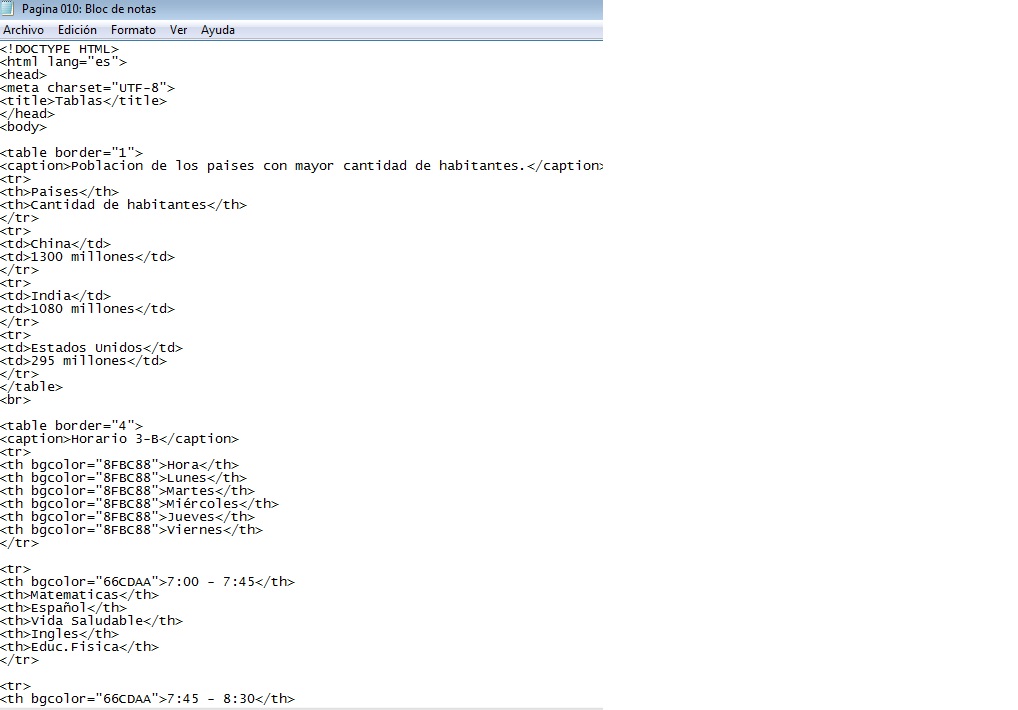 Pagina 010: Bloc de notas
Archivo Edición Formato Ver Ayuda
<!DOCTYPE HTML>
<html lang="es">
<head>
<meta charset="UTF-8">
<title>Tablas</title>
</head>
<body>
<table border="1">
<caption>Poblacion de los paises con mayor cantidad de habitantes.</caption>
<tr>
<th>Paises</th>
<th>Cantidad de habitantes</th>
</tr>
<tr>
<td>China</td>
<td>1300 millones</td>
</tr>
<tr>
<td>India</td>
<td>1080 millones</td>
</tr>
<tr>
<td>Estados Unidos</td>
<td>295 millones</td>
</tr>
</table>
<br>
<table border="4">
<caption>Horario 3-B</caption>
<tr>
<th bgcolor="8FBC88">Hora</th>
<th bgcolor="8FBC88">Lunes</th>
<th bgcolor="8FBC88">Martes</th>
<th bgcolor="8FBC88">Miércoles</th>
<th bgcolor="8FBC88">Jueves</th>
<th bgcolor="8FBC88">Viernes</th>
</tr>
<tr>
<th bgcolor="66CDAA">7:00 - 7:45</th>
<th>Matematicas</th>
<th>Español</th>
<th>Vida Saludable</th>
<th>Ingles</th>
<th>Educ.Fisica</th>
</tr>
<tr>
<th bgcolor="66CDAA">7:45 - 8:30</th>